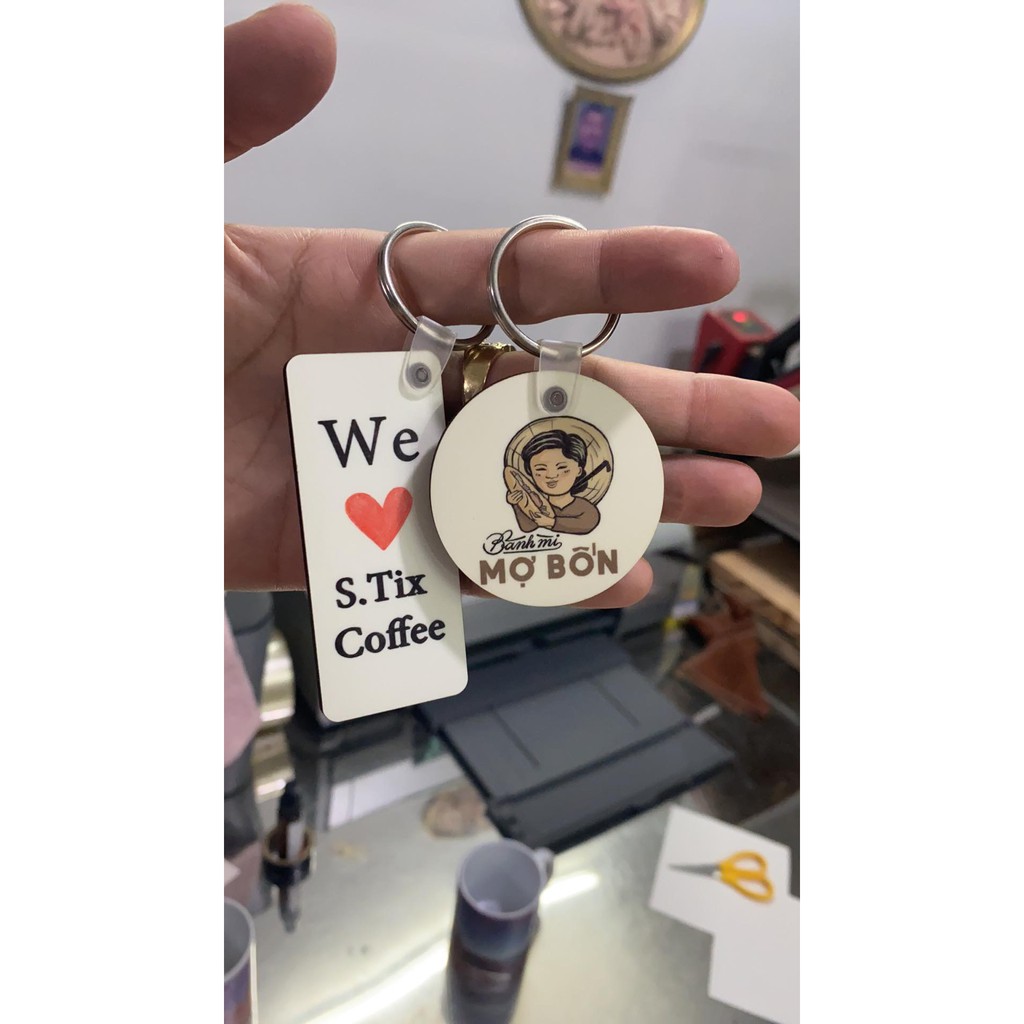 We
S.Tix
Coffee
Bánh mì
MỢ BỐN